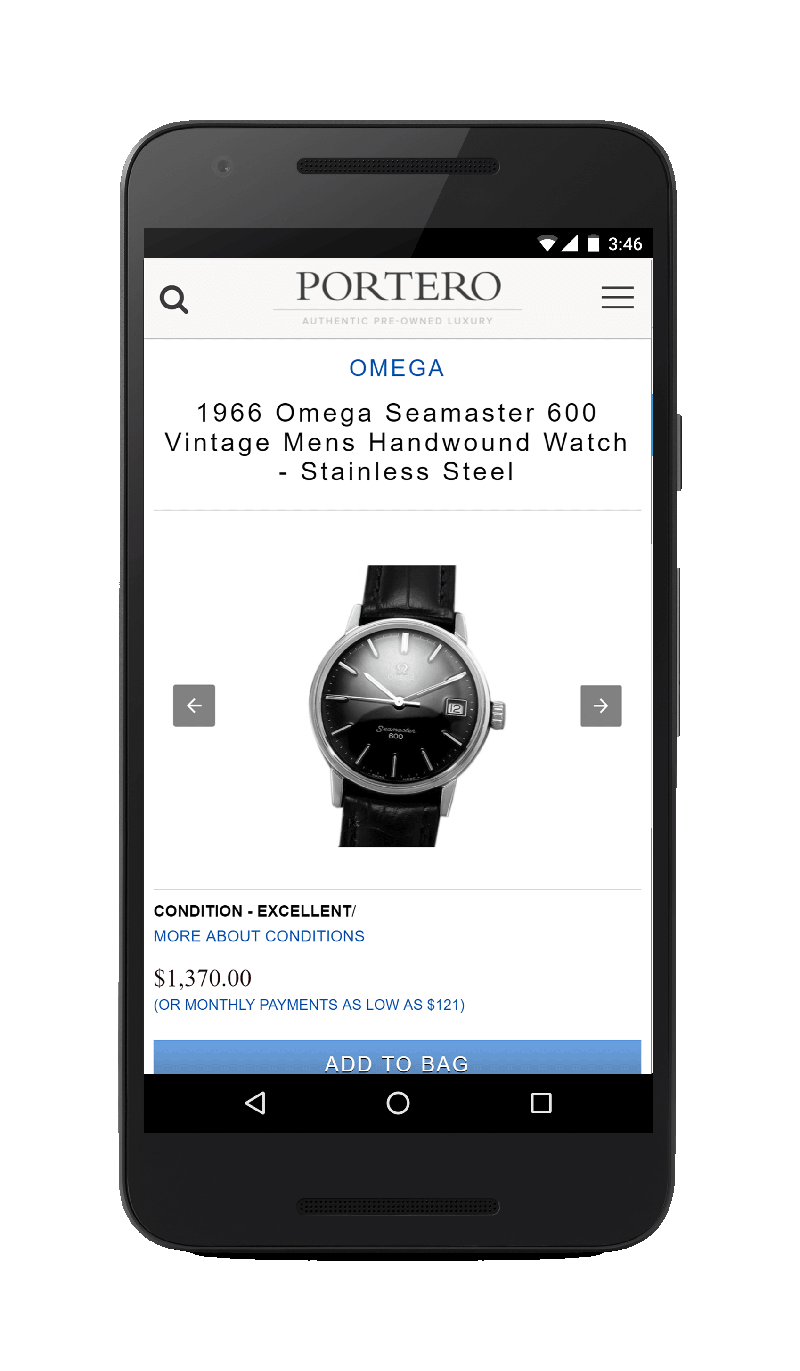 3:46
PORTERO
AUTHENTIC PRE-OWNED LUXURY
OMEGA
1966 Omega Seamaster 600
Vintage Mens Handwound Watch
- Stainless Steel
OMEGA
12
Seamaster
600
CONDITION - EXCELLENT/
MORE ABOUT CONDITIONS
$1,370.00
(OR MONTHLY PAYMENTS AS LOW AS $121)
ADD TO BAG